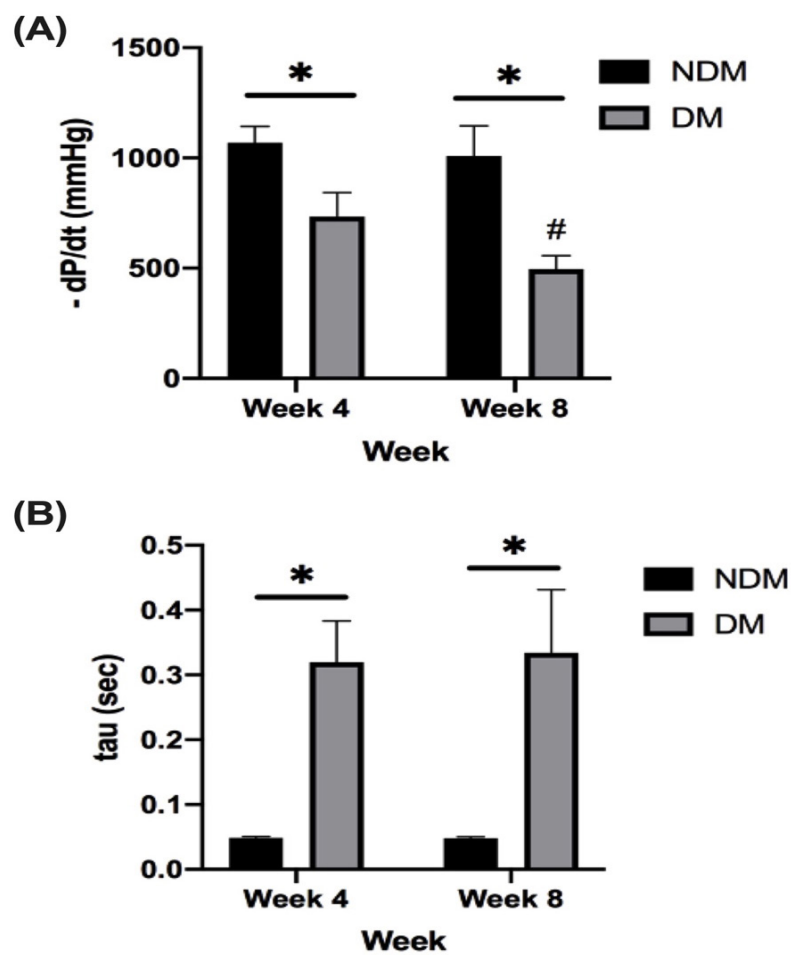 (A)
1500
1000
500
0
- dP/dt (mmHg)
*
*
#
NDM
DM
Week 4
Week 8
Week
(B)
0.5
0.4
0.3
0.2
0.1
0.0
tau (sec)
*
*
NDM
DM
Week 4
Week 8
Week